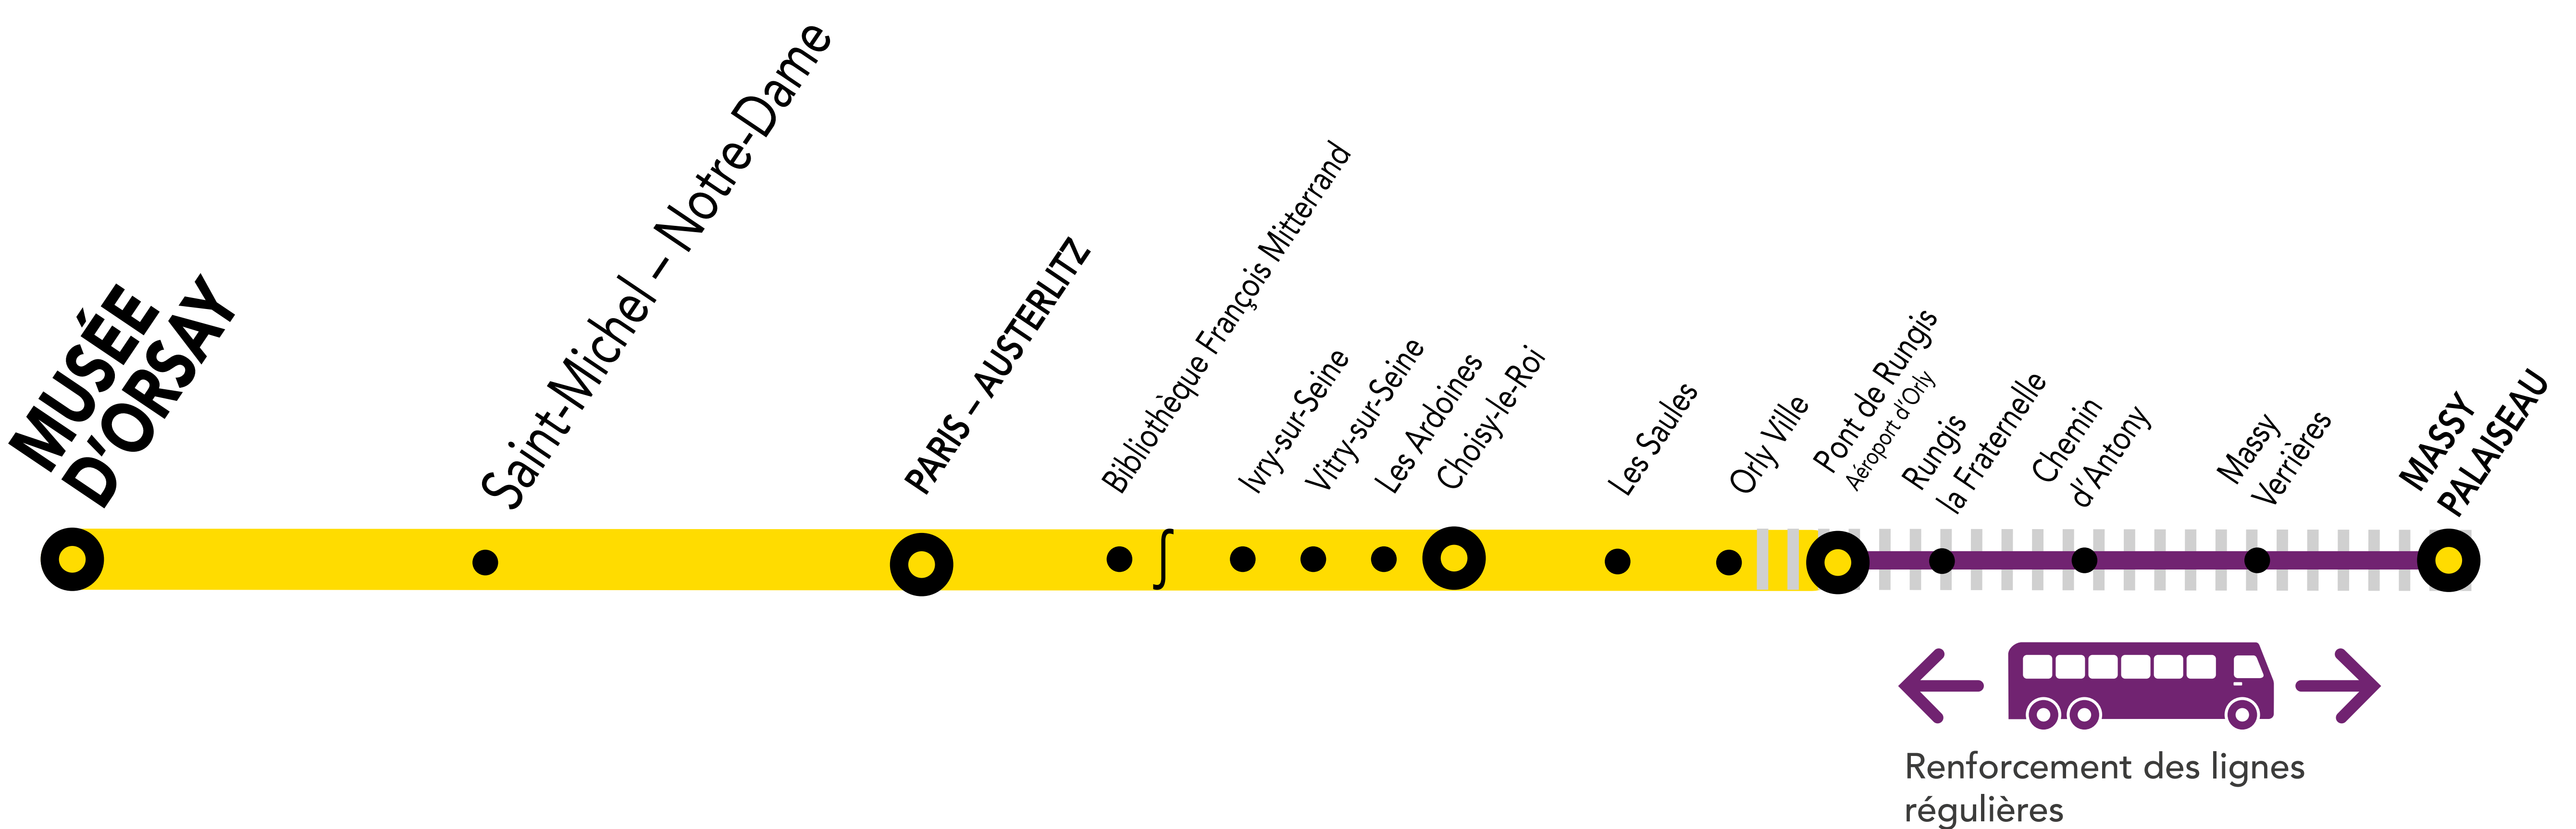 MUSÉE
D'ORSAY
Saint-Michel – Notre-Dame
PARIS – AUSTERLITZ
Bibliothèque François Mitterrand
Ivry-sur-Seine
Vitry-sur-Seine
Les Ardoines
Choisy-le-Roi
Les Saules
Orly Ville
Pont de Rungis
Aéroport d'Orly
Rungis
la Fraternelle
Chemin
d'Antony
Massy
Verrières
MASSY
PALAISEAU
Renforcement des lignes
régulières